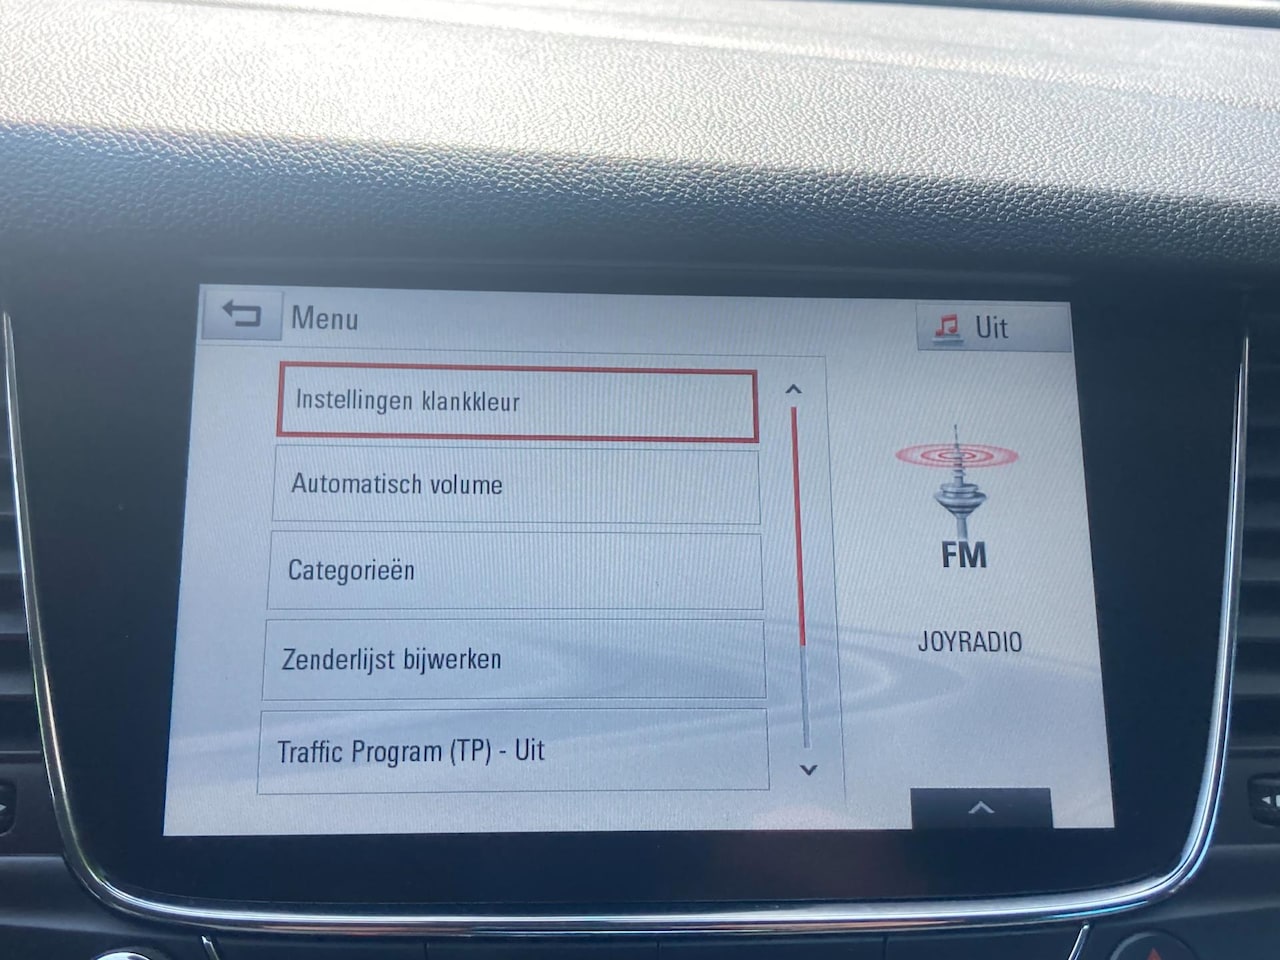 Menu
Uit
Instellingen klankkleur
Automatisch volume
Categorieën
Zenderlijst bijwerken
Traffic Program (TP) - Uit
FM
JOYRADIO